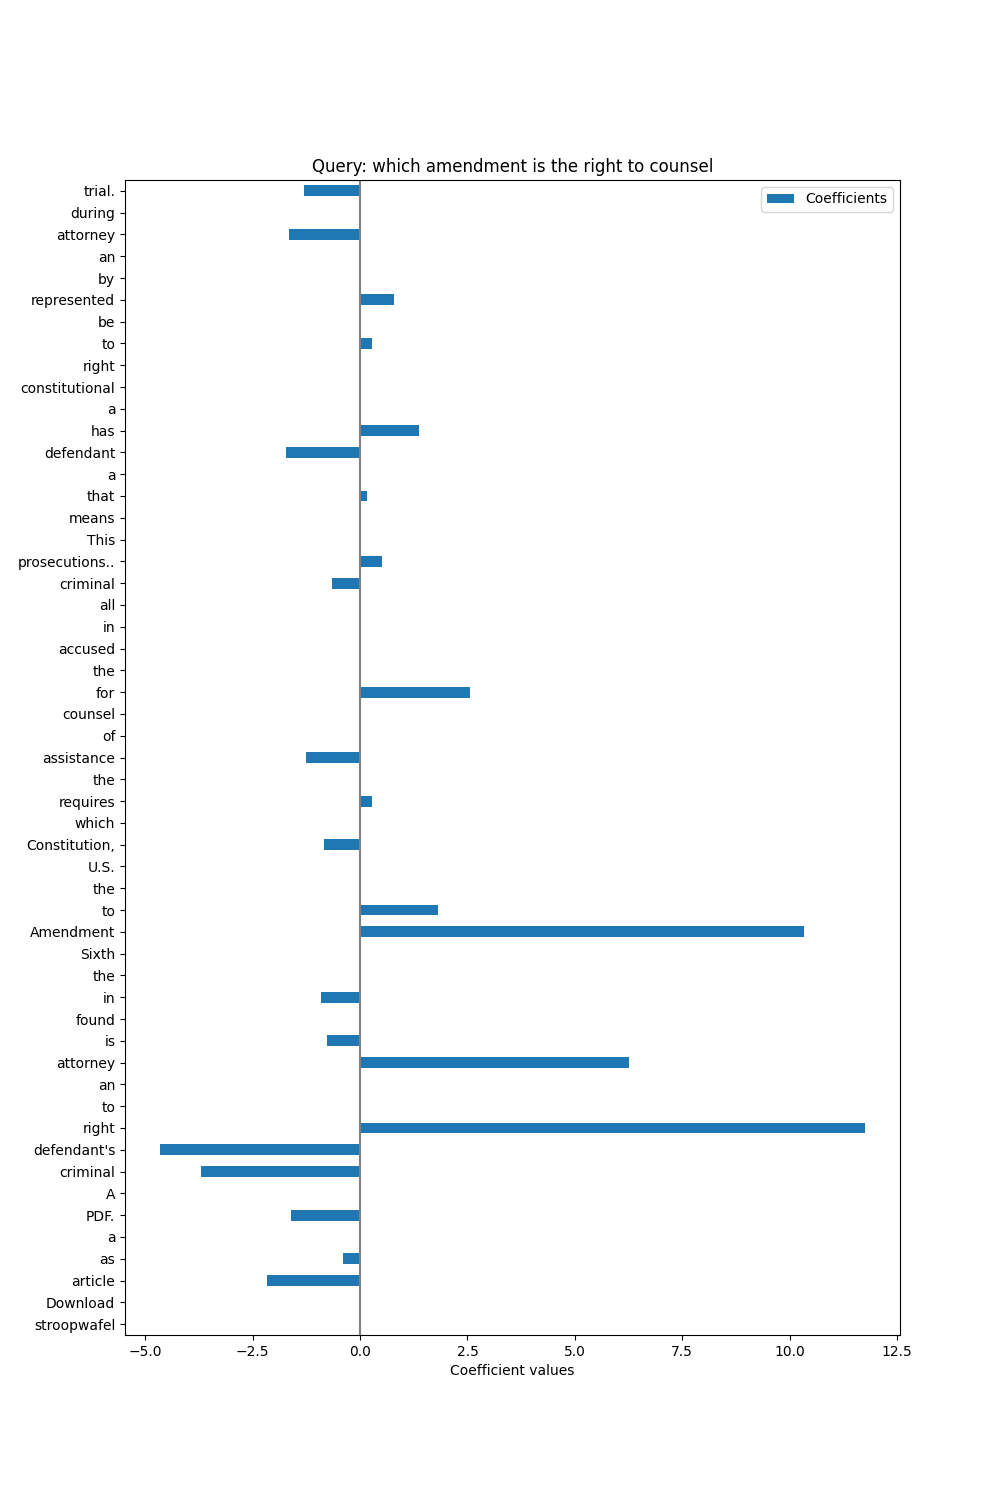 Query: which amendment is the right to counsel
Coefficients
trial.
during
attorney
an
by
represented
be
to
right
constitutional
a
has
defendant
a
that
means
This
prosecutions..
criminal
all
in
accused
the
for
counsel
of
assistance
the
requires
which
Constitution,
U.S.
the
to
Amendment
Sixth
the
in
found
is
attorney
an
to
right
defendant's
criminal
A
PDF.
a
as
article
Download
stroopwafel
−5.0 −2.5 0.0 2.5 5.0 7.5 10.0 12.5
Coefficient values